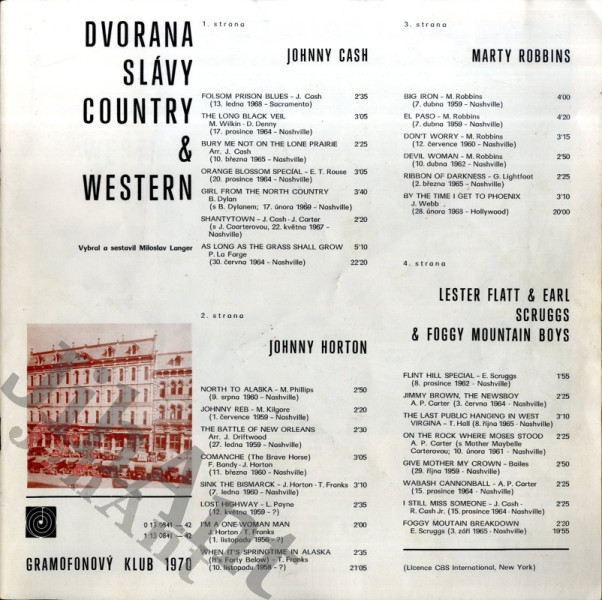 DVORANA
SLÁVY
COUNTRY
&
WESTERN
Vybral a sestavil Miloslav Langer
1. strana
JOHNNY CASH
FOLSOM PRISON BLUES - J. Cash 2'35
(13. ledna 1968 - Sacramento)
THE LONG BLACK VEIL 3'05
M. Wilkin - D. Denny
(17. prosince 1964 - Nashville)
BURY ME NOT ON THE LONE PRAIRIE 2'25
Arr. J. Cash
(10. března 1965 - Nashville)
ORANGE BLOSSOM SPECIAL - E. T. Rouse 3'05
(20. prosince 1964 - Nashville)
GIRL FROM THE NORTH COUNTRY 3'40
B. Dylan
(s B. Dylanem; 17. února 1969 - Nashville)
SHANTYTOWN - J. Cash - J. Carter 2'20
(s J. Coarterovou, 22. května 1967 -
Nashville)
AS LONG AS THE GRASS SHALL GROW 5'10
P. La Farge
(30. června 1964 - Nashville) 22'20
2. strana
JOHNNY HORTON
NORTH TO ALASKA - M. Phillips 2'50
(9. srpna 1960 - Nashville)
JOHNNY REB - M. Kilgore 2'20
(1. července 1959 - Nashville)
THE BATTLE OF NEW ORLEANS 2'30
Arr. J. Driftwood
(27. ledna 1959 - Nashville)
COMANCHE (The Brave Horse) 3'05
F. Bandy - J. Horton
(11. března 1960 - Nashville)
SINK THE BISMARCK - J. Horton - T. Franks 3'10
(7. ledna 1960 - Nashville)
LOST HIGHWAY - L. Payne 2'35
(12. května 1959 - ?)
I'M A ONE-WOMAN MAN 2'00
J. Horton - T. Franks
(1. listopadu 1956 - ?)
WHEN IT'S SPRINGTIME IN ALASKA 2'35
(It's Forty Below) - T. Franks
(10. listopadu 1958 - ?) 21'05
3. strana
MARTY ROBBINS
BIG IRON - M. Robbins 4'00
(7. dubna 1959 - Nashville)
EL PASO - M. Robbins 4'20
(7. dubna 1959 - Nashville)
DON'T WORRY - M. Robbins 3'15
(12. července 1960 - Nashville)
DEVIL WOMAN - M. Robbins 2'50
(10. dubna 1962 - Nashville)
RIBBON OF DARKNESS - G. Lightfoot 2'25
(2. března 1965 - Nashville)
BY THE TIME I GET TO PHOENIX 3'10
J. Webb
(28. února 1968 - Hollywood) 20'00
4. strana
LESTER FLATT & EARL
SCRUGGS
& FOGGY MOUNTAIN BOYS
FLINT HILL SPECIAL - E. Scruggs 1'55
(8. prosince 1962 - Nashville)
JIMMY BROWN, THE NEWSBOY 2'25
A. P. Carter (3. června 1964 - Nashville)
THE LAST PUBLIC HANGING IN WEST 3'10
VIRGINA - T. Hall (8. října 1965 - Nashville)
ON THE ROCK WHERE MOSES STOOD 2'25
A. P. Carter (s Mother Maybelle
Carterovou; 10. února 1961 - Nashville)
GIVE MOTHER MY CROWN - Bailes 2'50
(29. října 1959 - Nashville)
WABASH CANNONBALL - A. P. Carter 2'25
(15. prosince 1964 - Nashville)
I STILL MISS SOMEONE - J. Cash - 2'25
R. Cash Jr. (15. prosince 1964 - Nashville)
FOGGY MOUTAIN BREAKDOWN 2'20
E. Scruggs (3. září 1965 - Nashville) 19'55
(Licence CBS International, New York)
0 13 0841 — 42
1 13 0841 — 42
GRAMOFONOVÝ KLUB 1970